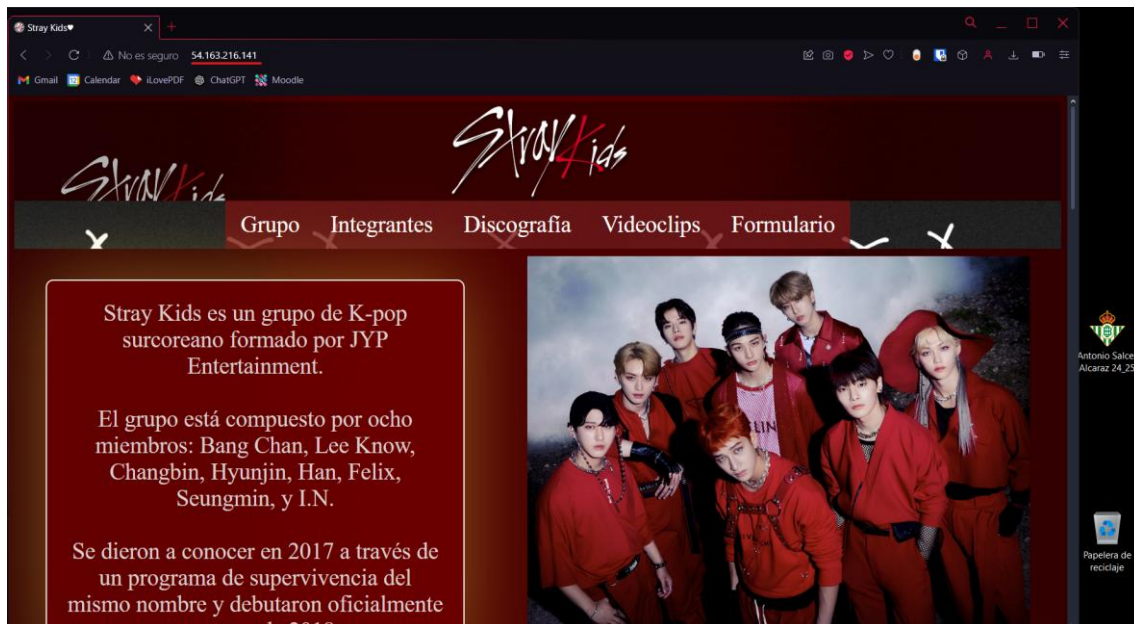 Stray Kids♥
No es seguro 54.163.216.141
Gmail Calendar iLovePDF ChatGPT Moodle
Stray Kids
Stray Kids
Grupo Integrantes Discografía Videoclips Formulario
Stray Kids es un grupo de K-pop
surcoreano formado por JYP
Entertainment.
El grupo está compuesto por ocho
miembros: Bang Chan, Lee Know,
Changbin, Hyunjin, Han, Felix,
Seungmin, y I.N.
Se dieron a conocer en 2017 a través de
un programa de supervivencia del
mismo nombre y debutaron oficialmente
Antonio Salce
Alcaraz 24_25
Papelera de
reciclaje